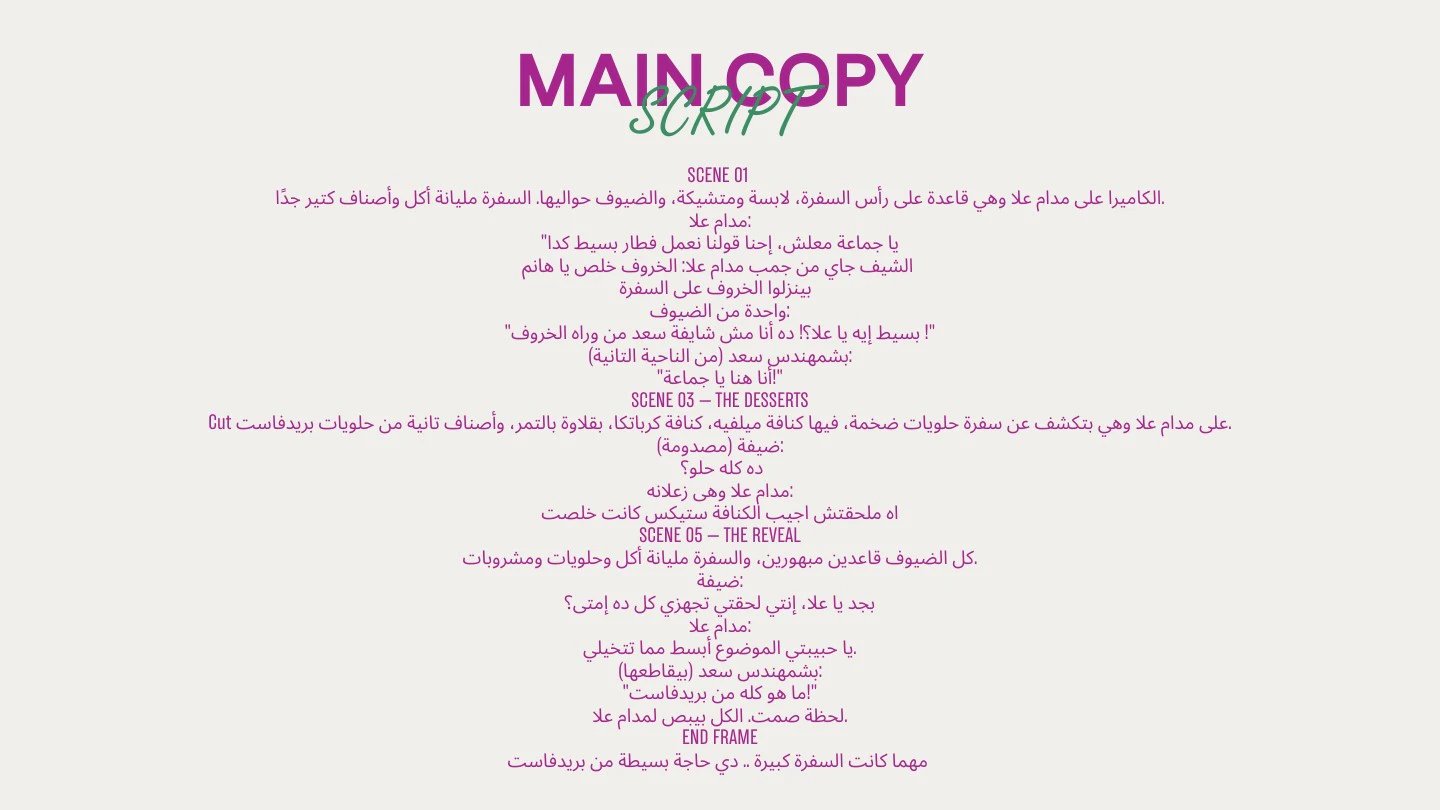 MAIN COPY
SCRIPT
SCENE 01
الكاميرا على مدام علا وهي قاعدة على رأس السفرة، لابسة ومتشيكة، والضيوف حواليها. السفرة مليانة أكل وأصناف كتير جدًا.
مدام علا:
يا جماعة معلش، إحنا قولنا نعمل فطار بسيط كدا"
الشيف جاي من جمب مدام علا: الخروف خلص يا هانم
بينزلوا الخروف على السفرة
واحدة من الضيوف:
"! بسيط إيه يا علا؟! ده أنا مش شايفة سعد من وراه الخروف"
بشمهندس سعد (من الناحية التانية):
"!أنا هنا يا جماعة"
SCENE 03 – THE DESSERTS
Cut على مدام علا وهي بتكشف عن سفرة حلويات ضخمة، فيها كنافة ميلفيه، كنافة كرباتكا، بقلاوة بالتمر، وأصناف تانية من حلويات بريدفاست.
ضيفة (مصدومة):
ده كله حلو؟
مدام علا وهى زعلانه:
اه ملحقتش اجيب الكنافة ستيكس كانت خلصت
SCENE 05 – THE REVEAL
كل الضيوف قاعدين مبهورين، والسفرة مليانة أكل وحلويات ومشروبات.
ضيفة:
بجد يا علا، إنتي لحقتي تجهزي كل ده إمتى؟
مدام علا:
يا حبيبتي الموضوع أبسط مما تتخيلي.
بشمهندس سعد (بيقاطعها):
"!ما هو كله من بريدفاست"
لحظة صمت. الكل بيبص لمدام علا.
END FRAME
مهما كانت السفرة كبيرة .. دي حاجة بسيطة من بريدفاست